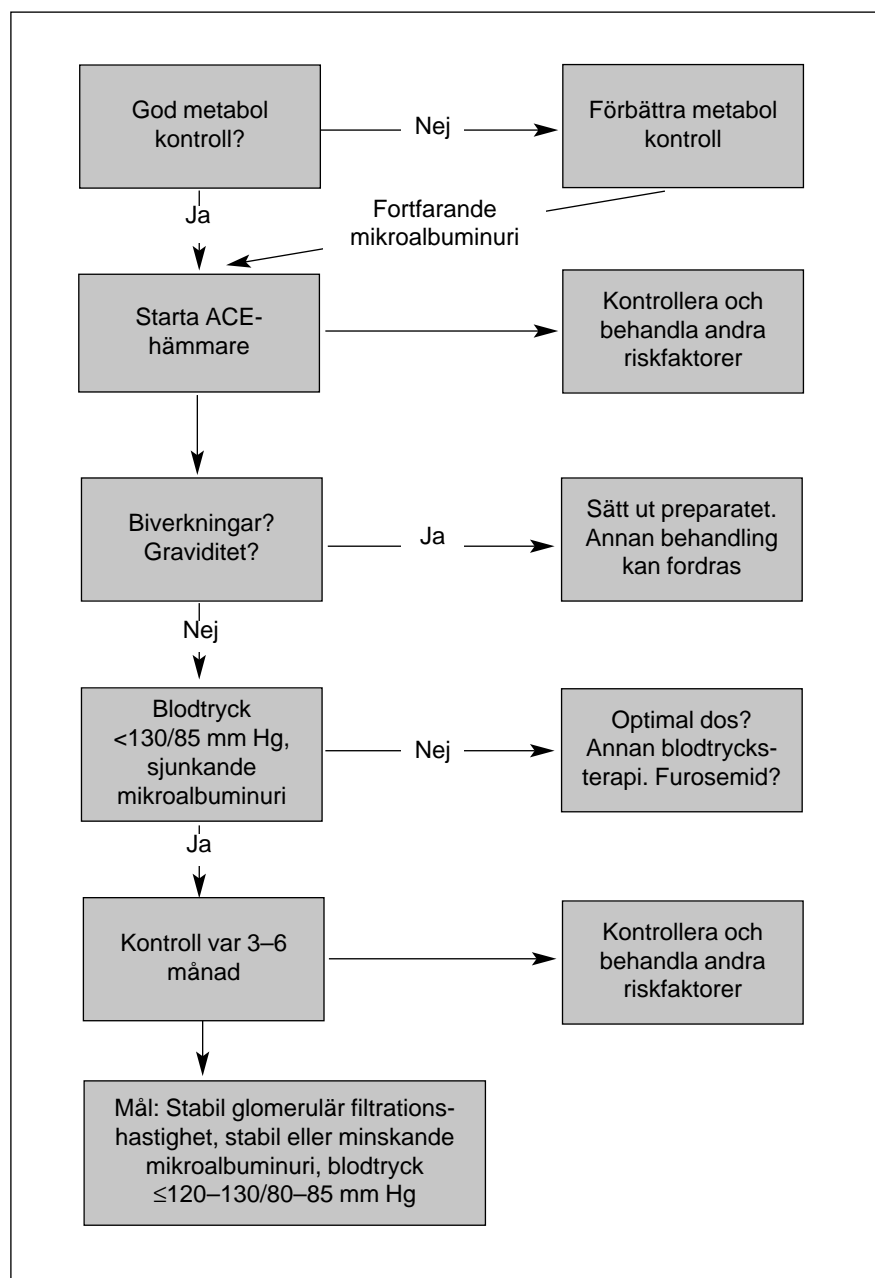 God metabol
kontroll?
Nej
Förbättra metabol
kontroll
Ja
Fortfarande
mikroalbuminuri
Starta ACE-
hämmare
Kontrollera och
behandla andra
riskfaktorer
Biverkningar?
Graviditet?
Ja
Sätt ut preparatet.
Annan behandling
kan fordras
Nej
Blodtryck
<130/85 mm Hg,
sjunkande
mikroalbuminuri
Nej
Optimal dos?
Annan blodtrycks-
terapi. Furosemid?
Ja
Kontroll var 3–6
månad
Kontrollera och
behandla andra
riskfaktorer
Mål: Stabil glomerulär filtrations-
hastighet, stabil eller minskande
mikroalbuminuri, blodtryck
≤120–130/80–85 mm Hg